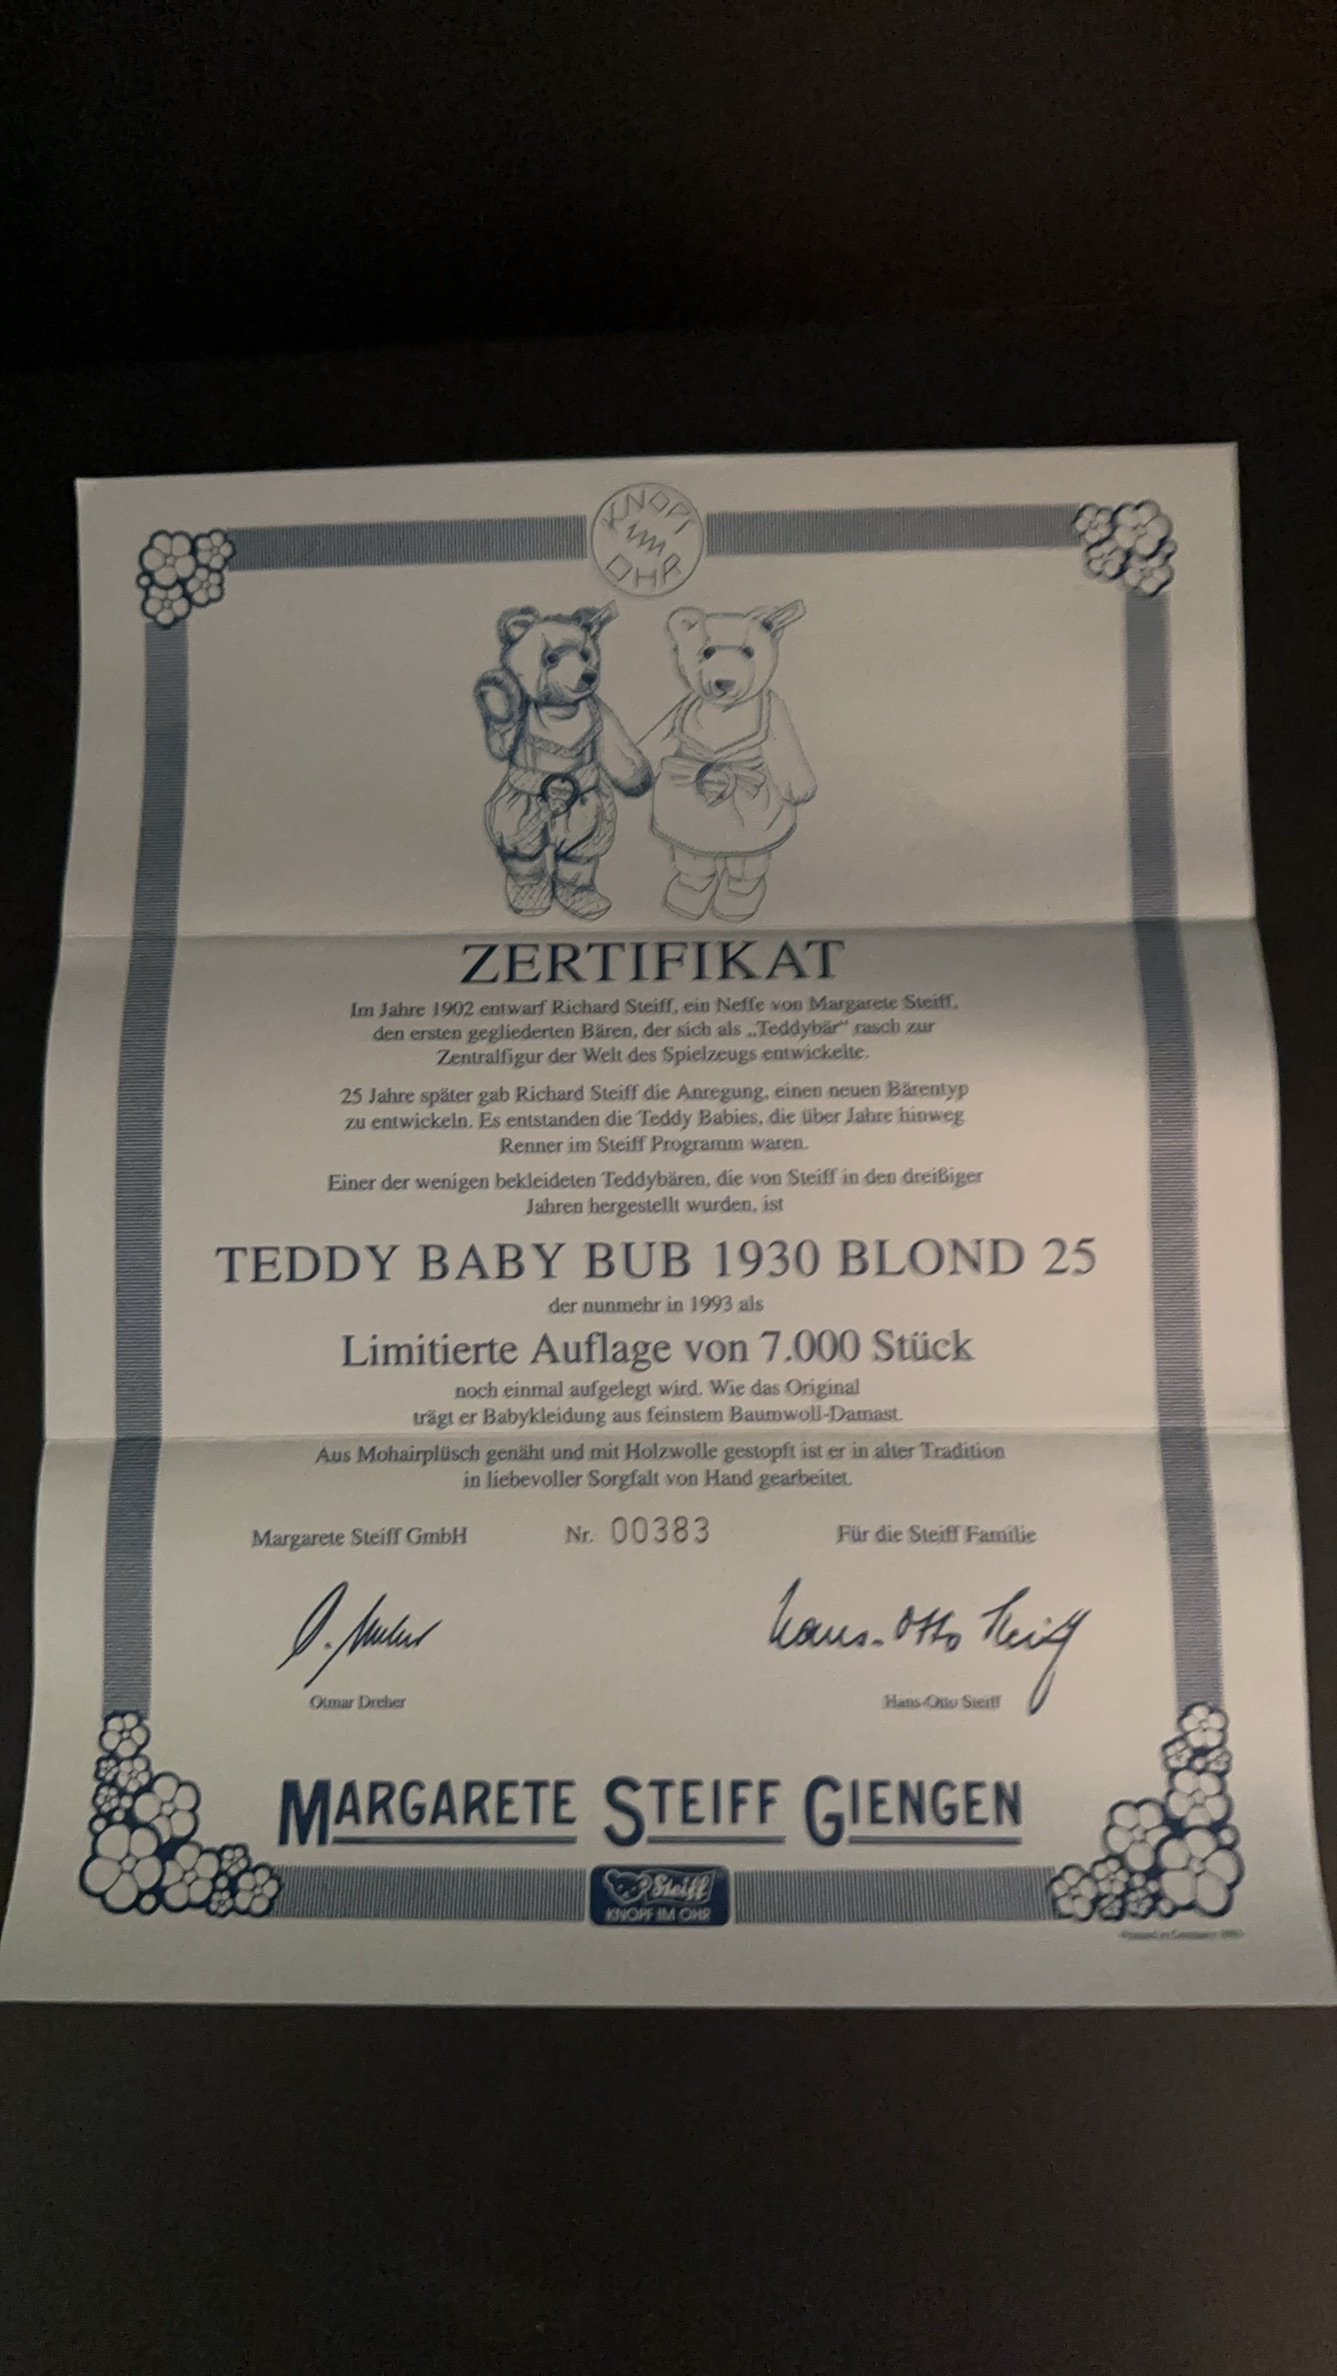 KNOPF
IM
OHR
ZERTIFIKAT
Im Jahre 1902 entwarf Richard Steiff, ein Neffe von Margarete Steiff,
den ersten gegliederten Bären, der sich als „Teddybär“ rasch zur
Zentralfigur der Welt des Spielzeugs entwickelte.
25 Jahre später gab Richard Steiff die Anregung, einen neuen Bärentyp
zu entwickeln. Es entstanden die Teddy Babies, die über Jahre hinweg
Renner im Steiff Programm waren.
Einer der wenigen bekleideten Teddybären, die von Steiff in den dreißiger
Jahren hergestellt wurden, ist
TEDDY BABY BUB 1930 BLOND 25
der nunmehr in 1993 als
Limitierte Auflage von 7.000 Stück
noch einmal aufgelegt wird. Wie das Original
trägt er Babykleidung aus feinstem Baumwoll-Damast.
Aus Mohairplüsch genäht und mit Holzwolle gestopft ist er in alter Tradition
in liebevoller Sorgfalt von Hand gearbeitet.
Margarete Steiff GmbH Nr. 00383 Für die Steiff Familie
Hans-Otto Steiff
Otmar Dreher Hans-Otto Steiff
MARGARETE STEIFF GIENGEN
Steiff
KNOPF IM OHR